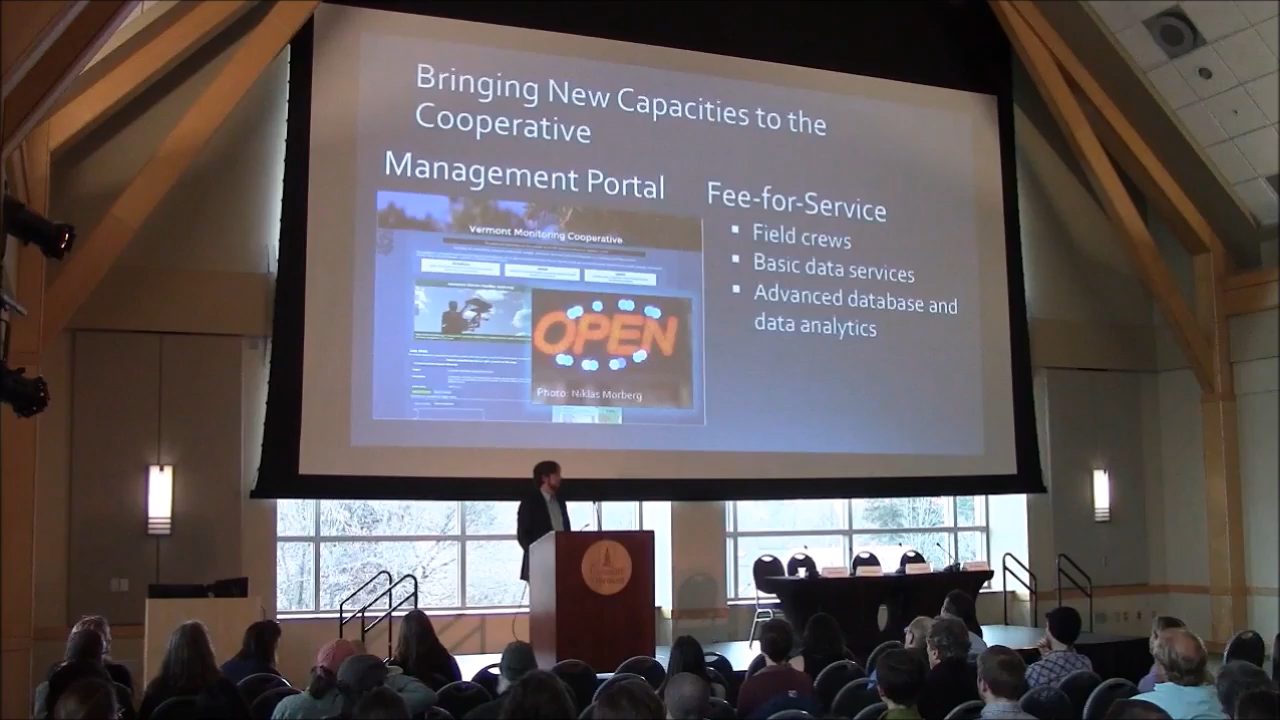 Bringing New Capacities to the
Cooperative
Management Portal
Vermont Monitoring Cooperative
OPEN
Photo: Niklas Morberg
Fee-for-Service
Field crews
Basic data services
Advanced database and
data analytics